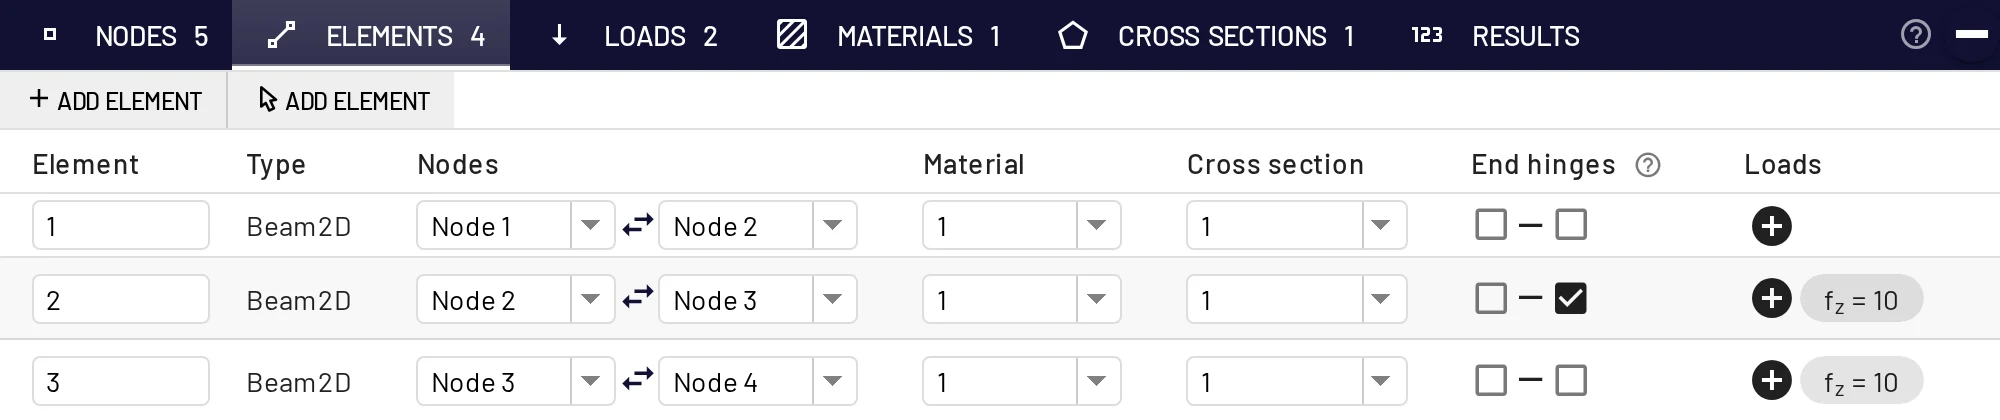 NODES 5 ELEMENTS 4 LOADS 2 MATERIALS 1 CROSS SECTIONS 1 123 RESULTS ?
+ ADD ELEMENT ADD ELEMENT
Element Type Nodes Material Cross section End hinges ? Loads
1 Beam2D Node 1 Node 2 1 1
2 Beam2D Node 2 Node 3 1 1 fz = 10
3 Beam2D Node 3 Node 4 1 1 fz = 10